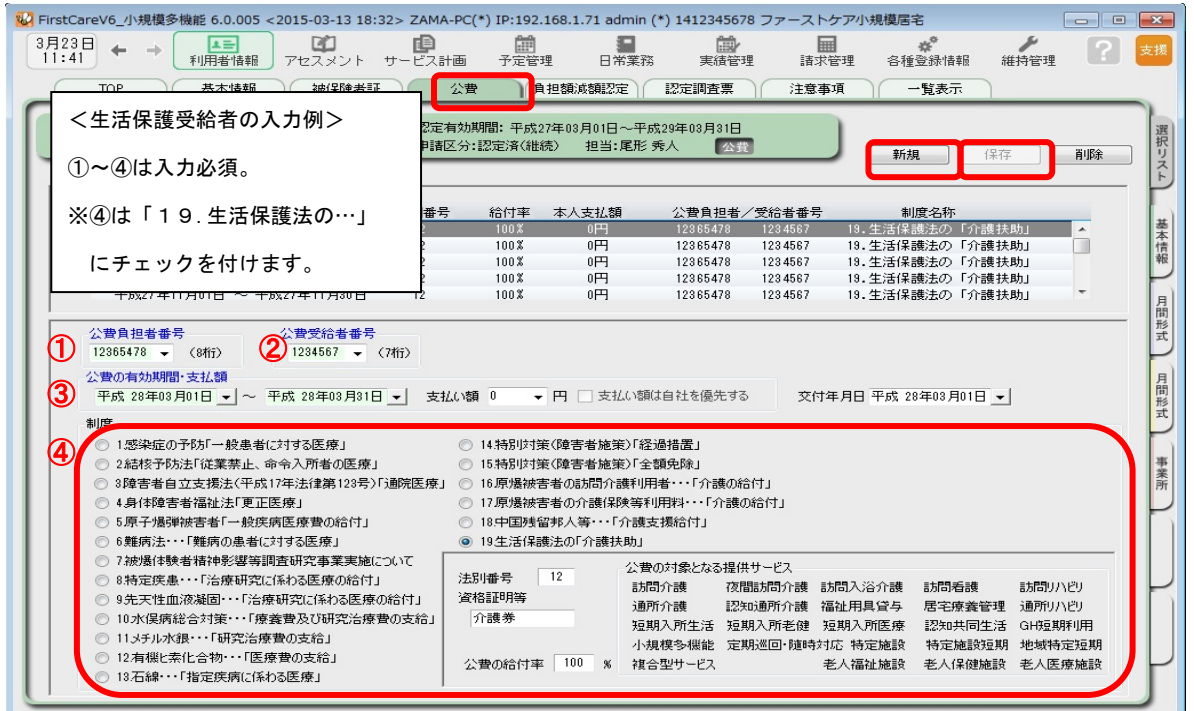 FirstCareV6_小規模多機能 6.0.005 <2015-03-13 18:32> ZAMA-PC(*) IP:192.168.1.71 admin (*) 1412345678 ファーストケア小規模居宅
3月23日
11:41
利用者情報 アセスメント サービス計画 予定管理 日常業務 実績管理 請求管理 各種登録情報 維持管理 ? 支援
TOP 基本情報 被保険者証 公費 負担額減額認定 認定調査票 注意事項 一覧表示
<生活保護受給者の入力例>
①~④は入力必須。
※④は「19.生活保護法の…」
にチェックを付けます。
認定有効期間: 平成27年03月01日~平成29年03月31日
申請区分:認定済(継続) 担当:尾形 秀人 公費
新規 保存 削除
番号 給付率 本人支払額 公費負担者/受給者番号 制度名称
2 100% 0円 12365478 1234567 19.生活保護法の「介護扶助」
2 100% 0円 12365478 1234567 19.生活保護法の「介護扶助」
2 100% 0円 12365478 1234567 19.生活保護法の「介護扶助」
2 100% 0円 12365478 1234567 19.生活保護法の「介護扶助」
平成27年11月01日 ~ 平成27年11月30日 12 100% 0円 12365478 1234567 19.生活保護法の「介護扶助」
選択リスト
基本情報
月間形式
月間形式
事業所
公費負担者番号 公費受給者番号
① 12365478 (8桁) ② 1234567 (7桁)
公費の有効期間・支払額
③ 平成 28年03月01日 ~ 平成 28年03月31日 支払い額 0 円 支払い額は自社を優先する 交付年月日 平成 28年03月01日
制度
④
1.感染症の予防「一般患者に対する医療」
2.結核予防法「従業禁止、命令入所者の医療」
3.障害者自立支援法(平成17年法律第123号)「通院医療」
4.身体障害者福祉法「更正医療」
5.原子爆弾被害者「一般疾病医療費の給付」
6.難病法・・・「難病の患者に対する医療」
7.被爆体験者精神影響等調査研究事業実施について
8.特定疾患・・・「治療研究に係わる医療の給付」
9.先天性血液凝固・・・「治療研究に係わる医療の給付」
10.水俣病総合対策・・・「療養費及び研究治療費の支給」
11.メチル水銀・・・「研究治療費の支給」
12.有機ヒ素化合物・・・「医療費の支給」
13.石綿・・・「指定疾病に係わる医療」
14.特別対策(障害者施策)「経過措置」
15.特別対策(障害者施策)「全額免除」
16.原爆被害者の訪問介護利用者・・・「介護の給付」
17.原爆被害者の介護保険等利用料・・・「介護の給付」
18.中国残留邦人等・・・「介護支援給付」
19.生活保護法の「介護扶助」
法別番号 12
資格証明等
介護券
公費の給付率 100 %
公費の対象となる提供サービス
訪問介護 夜間訪問介護 訪問入浴介護 訪問看護 訪問リハビリ
通所介護 認知通所介護 福祉用具貸与 居宅療養管理 通所リハビリ
短期入所生活 短期入所老健 短期入所医療 認知共同生活 GH短期利用
小規模多機能 定期巡回・随時対応 特定施設 特定施設短期 地域特定短期
複合型サービス 老人福祉施設 老人保健施設 老人医療施設